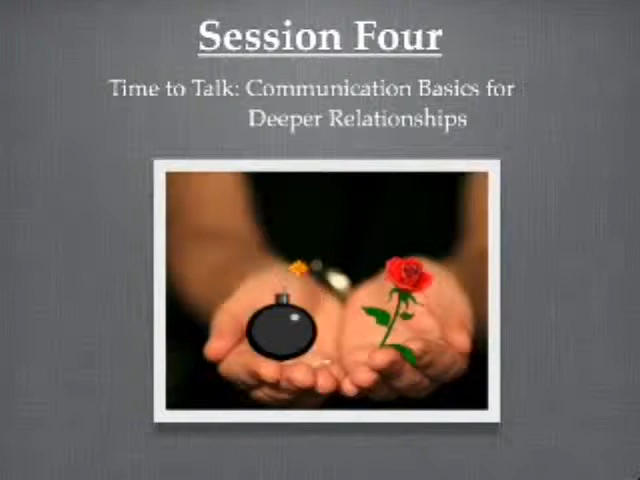 Session Four
Time to Talk: Communication Basics for
Deeper Relationships